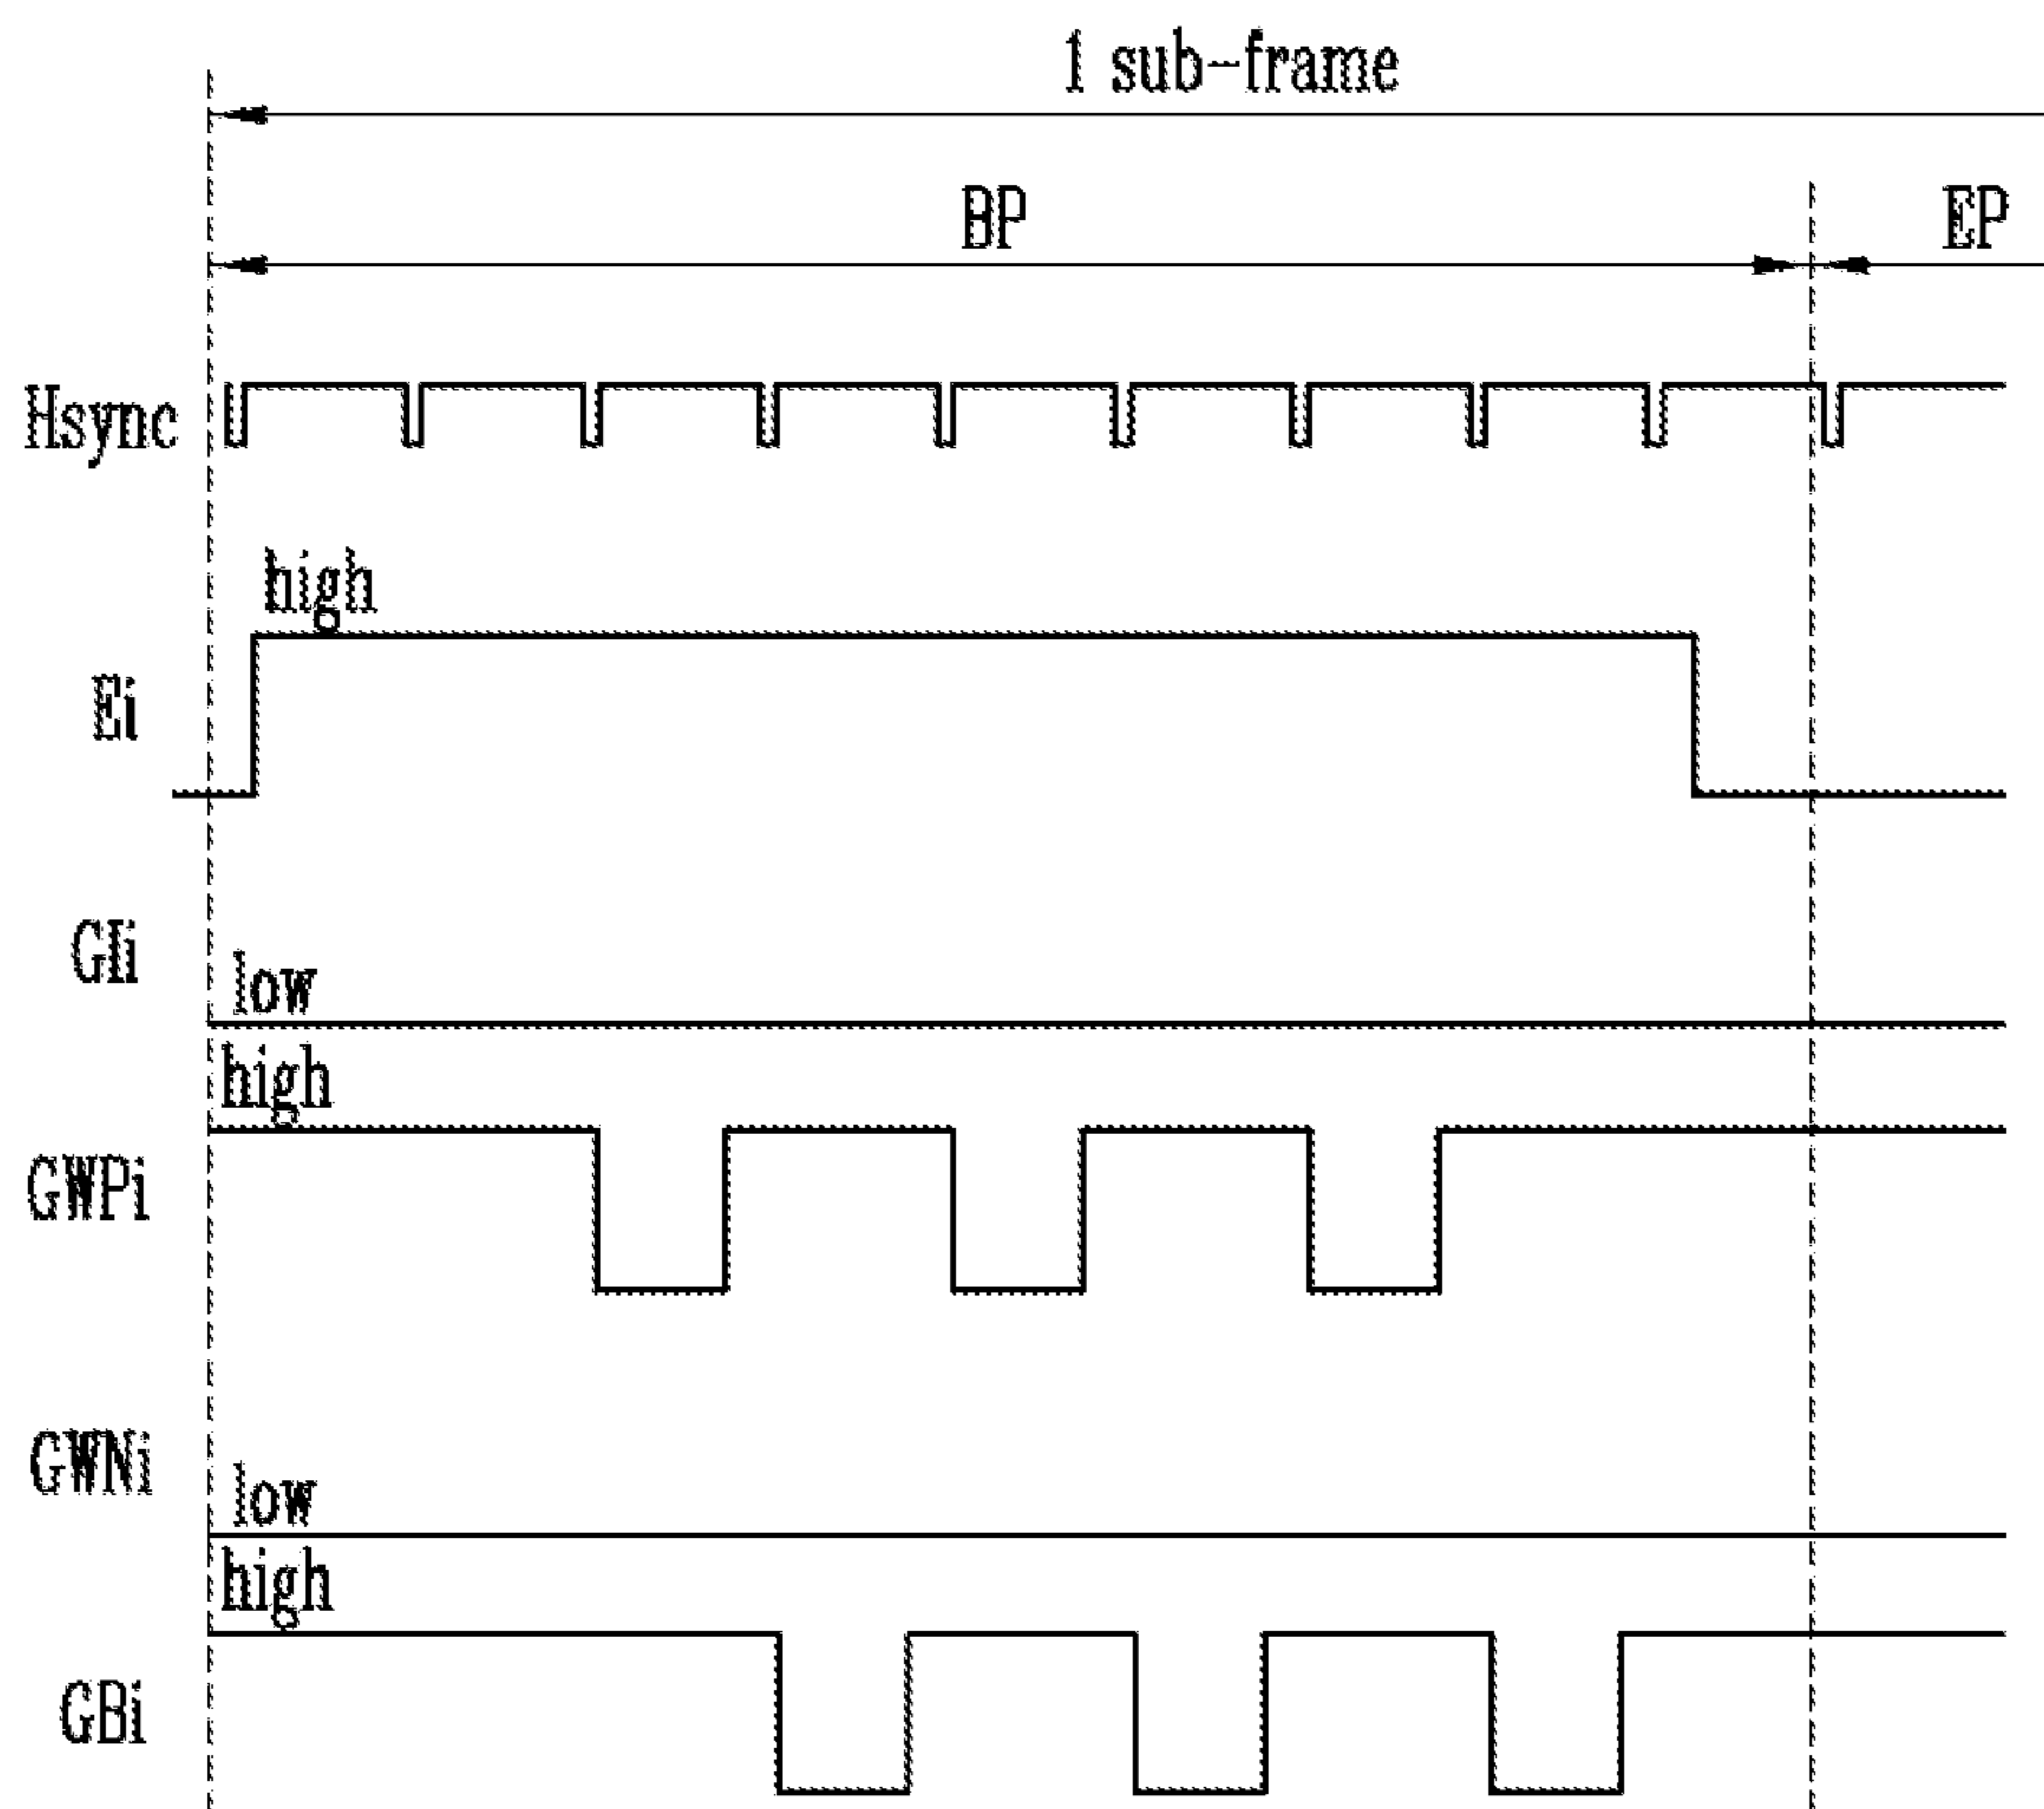 1 sub-frame
BP
EP
Hsync
high
Ei
GIi
low
high
GWPi
GWNi
low
high
GBi